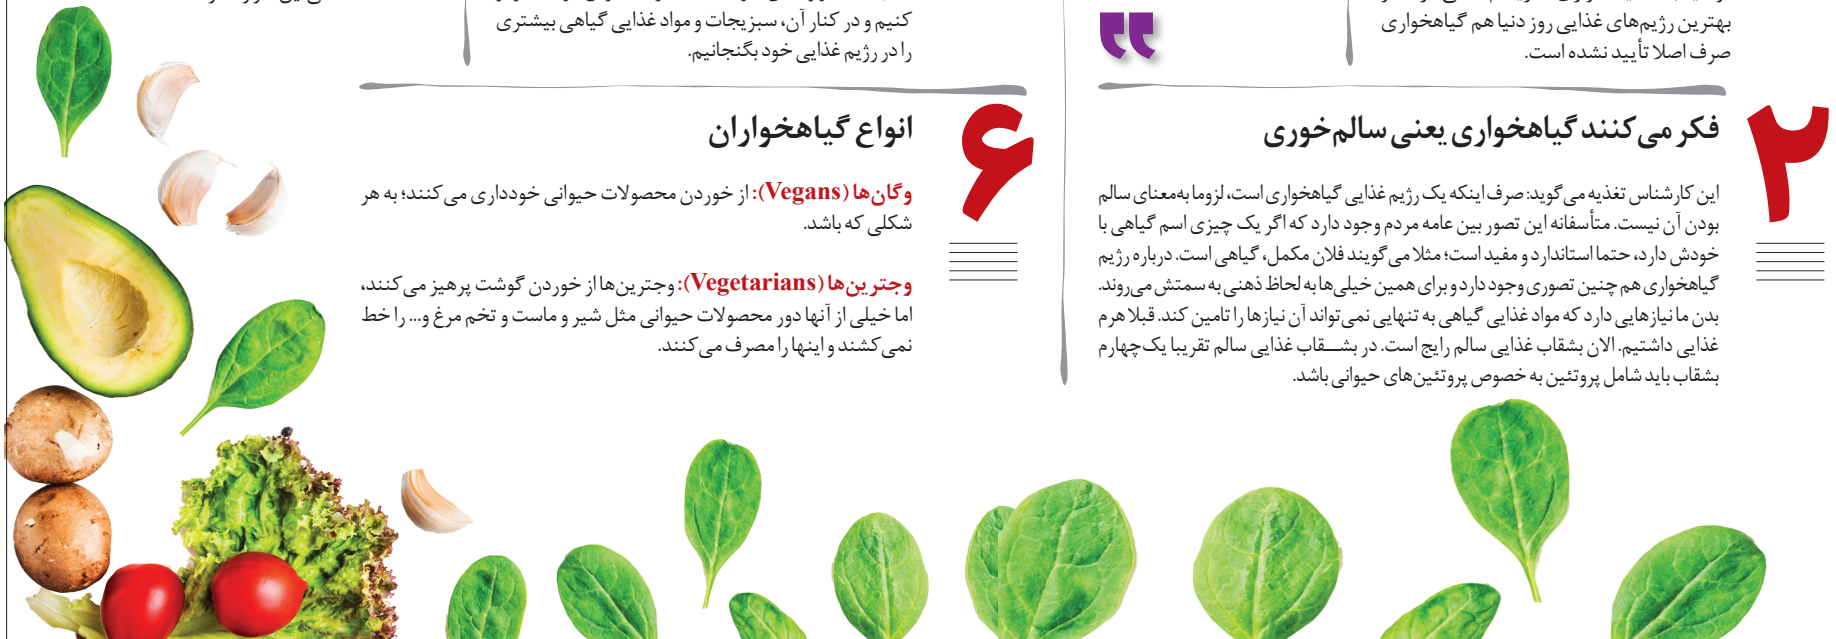 بهترین رژیم‌های غذایی روز دنیا هم گیاهخواری
صرف اصلا تأیید نشده است.
۲
فکر می‌کنند گیاهخواری یعنی سالم‌خوری
این کارشناس تغذیه می‌گوید: صرف اینکه یک رژیم غذایی گیاهخواری است، لزوما به‌معنای سالم
بودن آن نیست. متأسفانه این تصور بین عامه مردم وجود دارد که اگر یک چیزی اسم گیاهی با
خودش دارد، حتما استاندارد و مفید است؛ مثلا می‌گویند فلان مکمل، گیاهی است. درباره رژیم
گیاهخواری هم چنین تصوری وجود دارد و برای همین خیلی‌ها به لحاظ ذهنی به سمتش می‌روند.
بدن ما نیازهایی دارد که مواد غذایی گیاهی به تنهایی نمی‌تواند آن نیازها را تامین کند. قبلا هرم
غذایی داشتیم. الان بشقاب غذایی سالم رایج است. در بشــقاب غذایی سالم تقریبا یک‌چهارم
بشقاب باید شامل پروتئین به خصوص پروتئین‌های حیوانی باشد.
کنیم و در کنار آن، سبزیجات و مواد غذایی گیاهی بیشتری
را در رژیم غذایی خود بگنجانیم.
۶
انواع گیاهخواران
وگان‌ها (Vegans): از خوردن محصولات حیوانی خودداری می‌کنند؛ به هر
شکلی که باشد.
وجترین‌ها (Vegetarians): وجترین‌ها از خوردن گوشت پرهیز می‌کنند،
اما خیلی از آنها دور محصولات حیوانی مثل شیر و ماست و تخم مرغ و... را خط
نمی‌کشند و اینها را مصرف می‌کنند.